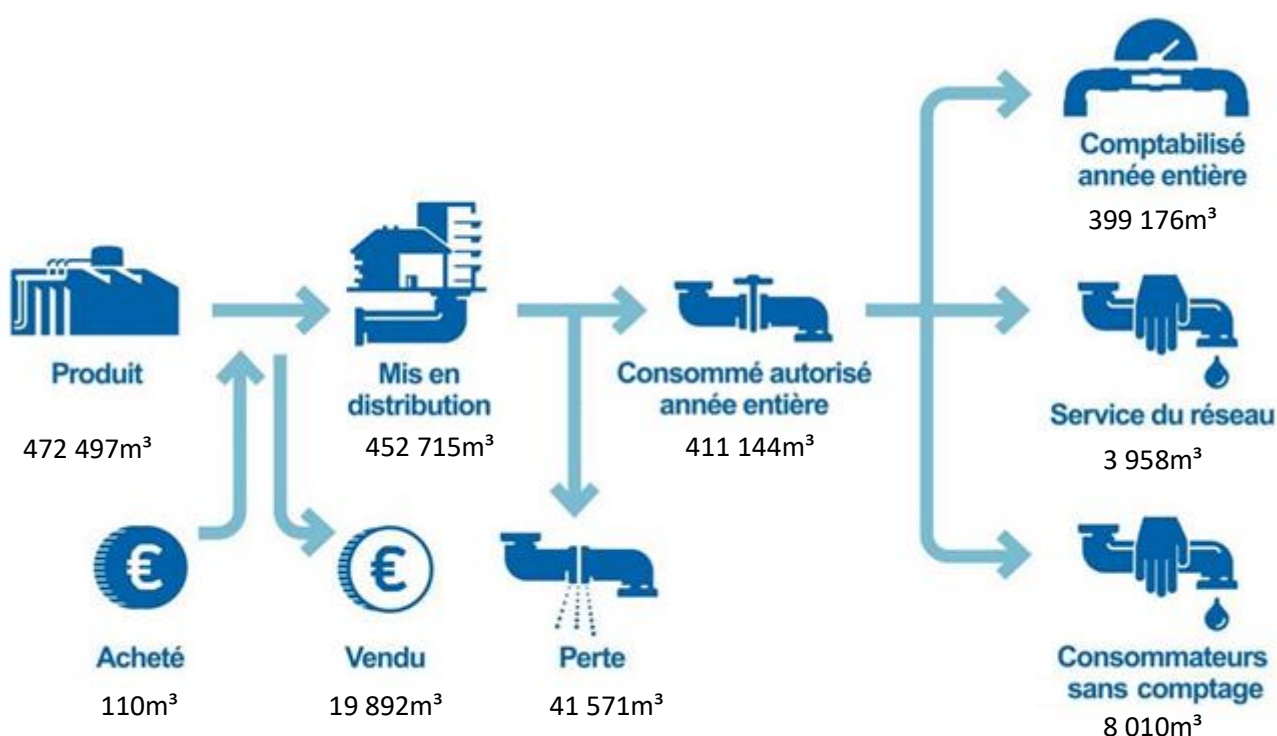 Comptabilisé
année entière
399 176m³
Produit
472 497m³
Mis en
distribution
452 715m³
Consommé autorisé
année entière
411 144m³
Service du réseau
3 958m³
€
Acheté
110m³
€
Vendu
19 892m³
Perte
41 571m³
Consommateurs
sans comptage
8 010m³